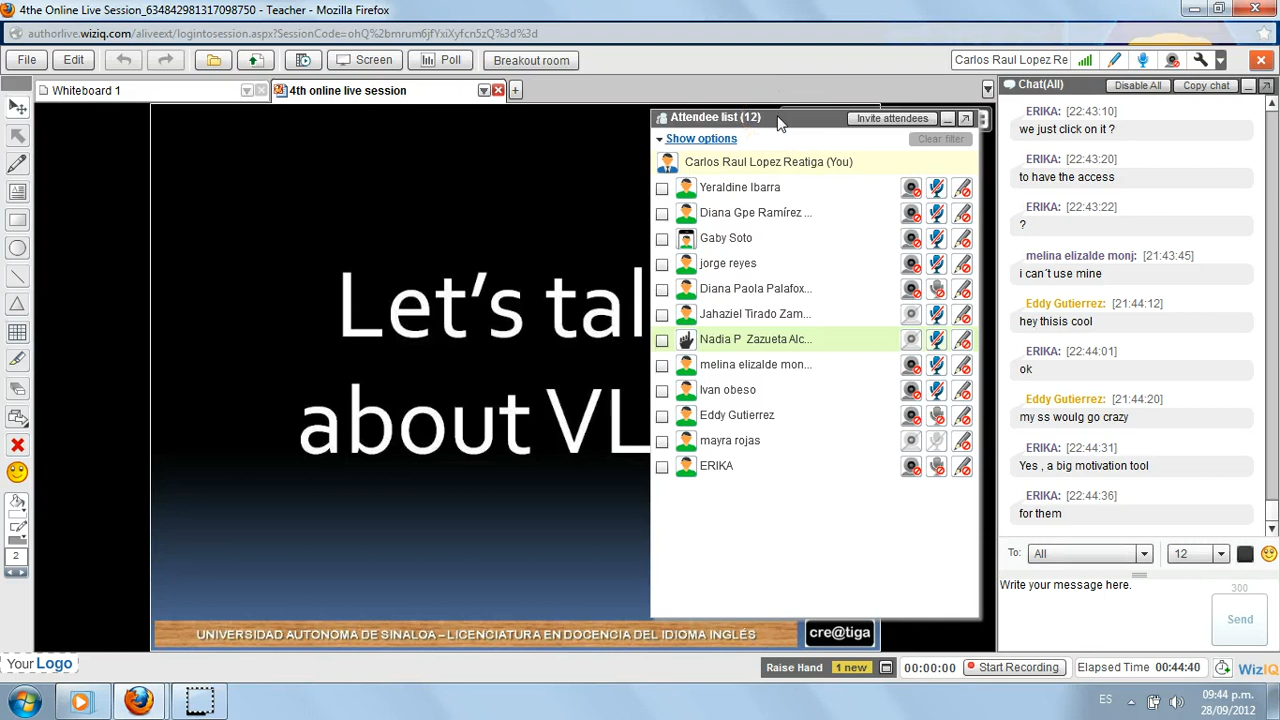 4the Online Live Session_634842981317098750 - Teacher - Mozilla Firefox
authorlive.wiziq.com/aliveext/logintosession.aspx?SessionCode=ohQ%2bmrum6jfYxiXyfcn5zQ%3d%3d
File Edit Screen Poll Breakout room Carlos Raul Lopez Re
Whiteboard 1 4th online live session
Chat(All) Disable All Copy chat
Attendee list (12) Invite attendees
Show options Clear filter
Carlos Raul Lopez Reatiga (You)
Yeraldine Ibarra
Diana Gpe Ramírez ...
Gaby Soto
jorge reyes
Diana Paola Palafox...
Jahaziel Tirado Zam...
Nadia P Zazueta Alc...
melina elizalde mon...
Ivan obeso
Eddy Gutierrez
mayra rojas
ERIKA
Let's tal
about VL
UNIVERSIDAD AUTONOMA DE SINALOA – LICENCIATURA EN DOCENCIA DEL IDIOMA INGLÉS
cre@tiga
ERIKA: [22:43:10]
we just click on it ?
ERIKA: [22:43:20]
to have the access
ERIKA: [22:43:22]
?
melina elizalde monj: [21:43:45]
i can´t use mine
Eddy Gutierrez: [21:44:12]
hey thisis cool
ERIKA: [22:44:01]
ok
Eddy Gutierrez: [21:44:20]
my ss woulg go crazy
ERIKA: [22:44:31]
Yes , a big motivation tool
ERIKA: [22:44:36]
for them
To: All 12
Write your message here.
300
Send
2
Your Logo
Raise Hand 1 new 00:00:00 Start Recording Elapsed Time 00:44:40 WizIQ
ES
09:44 p.m.
28/09/2012